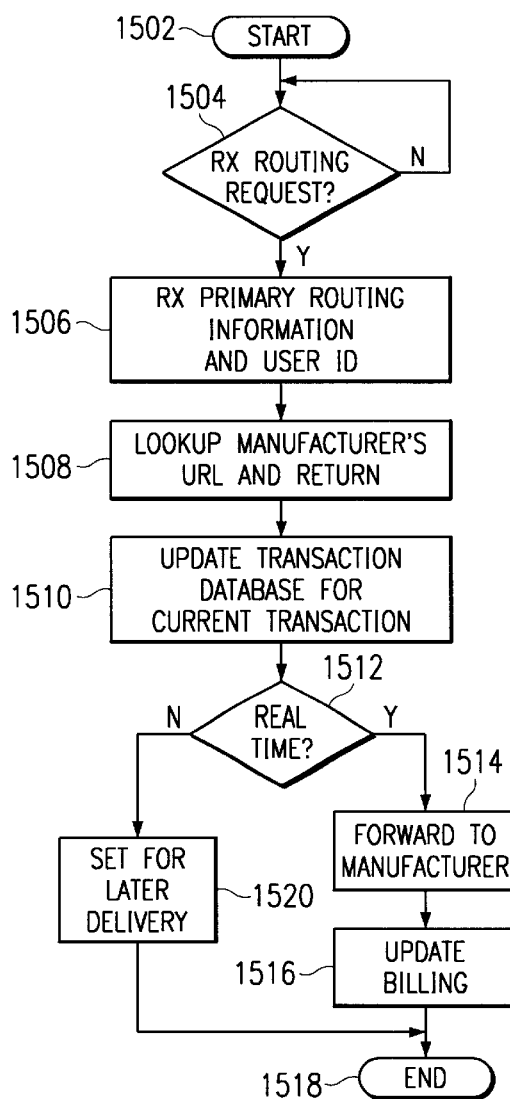 1502
START
1504
RX ROUTING
REQUEST?
N
Y
1506
RX PRIMARY ROUTING
INFORMATION
AND USER ID
1508
LOOKUP MANUFACTURER'S
URL AND RETURN
1510
UPDATE TRANSACTION
DATABASE FOR
CURRENT TRANSACTION
1512
N
REAL
TIME?
Y
1514
FORWARD TO
MANUFACTURER
SET FOR
LATER
DELIVERY
1520
1516
UPDATE
BILLING
1518
END